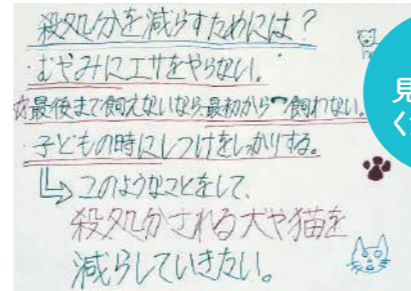 殺処分を減らすためには？
・むやみにエサをやらない。
☆最後まで飼えないなら、最初から飼わない。
・子どもの時にしつけをしっかりする。
↳このようなことをして、
殺処分される犬や猫を
減らしていきたい。
見
く